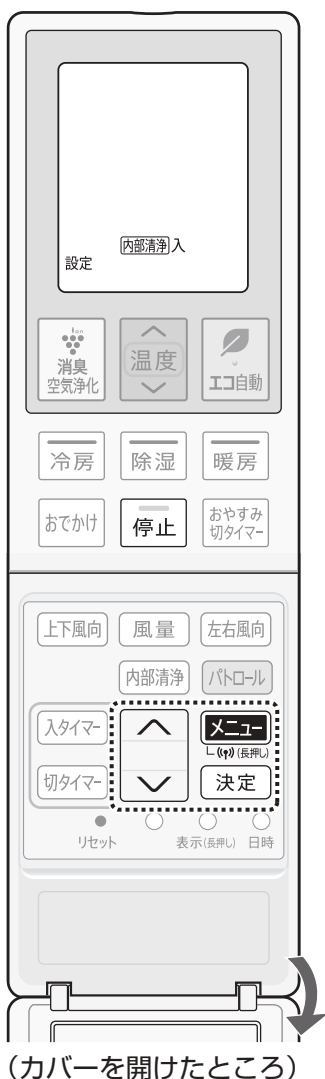 内部清浄 入
設定
Ion
消臭
空気浄化
温度
エコ自動
冷房
除湿
暖房
おでかけ
停止
おやすみ
切タイマー
上下風向
風量
左右風向
内部清浄
パトロール
入タイマー
メニュー
(長押し)
切タイマー
決定
リセット
表示(長押し)
日時
(カバーを開けたところ)